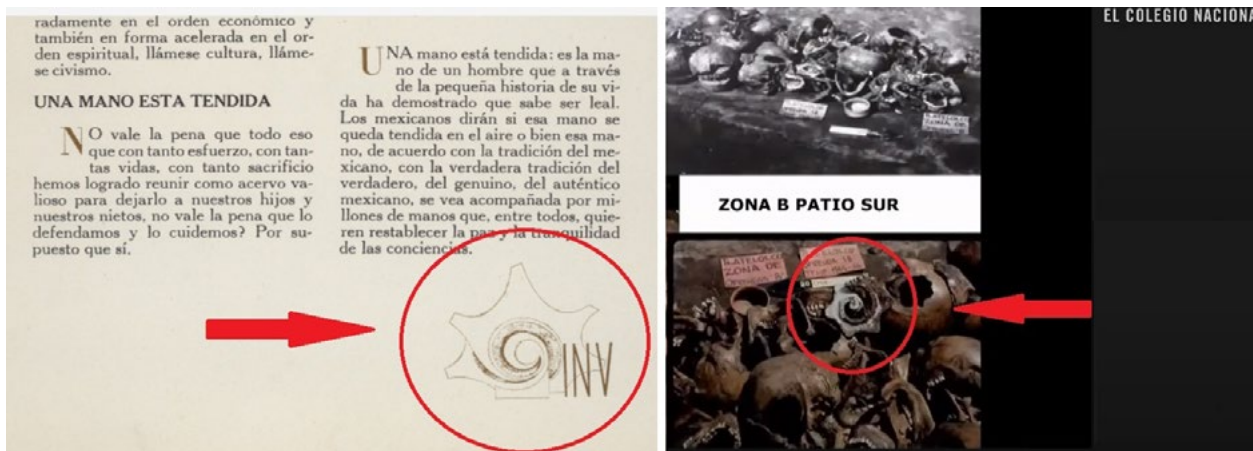 radamente en el orden económico y
también en forma acelerada en el or-
den espiritual, llámese cultura, lláme-
se civismo.
UNA MANO ESTA TENDIDA
NO vale la pena que todo eso
que con tanto esfuerzo, con tan-
tas vidas, con tanto sacrificio
hemos logrado reunir como acervo va-
lioso para dejarlo a nuestros hijos y
nuestros nietos, no vale la pena que lo
defendamos y lo cuidemos? Por su-
puesto que sí.
UNA mano está tendida: es la ma-
no de un hombre que a través
de la pequeña historia de su vi-
da ha demostrado que sabe ser leal.
Los mexicanos dirán si esa mano se
queda tendida en el aire o bien esa ma-
no, de acuerdo con la tradición del me-
xicano, con la verdadera tradición del
verdadero, del genuino, del auténtico
mexicano, se vea acompañada por mi-
llones de manos que, entre todos, quie-
ren restablecer la paz y la tranquilidad
de las conciencias.
INV
EL COLEGIO NACIONA
ZONA B PATIO SUR
TLATELOLCO
ZONA DE